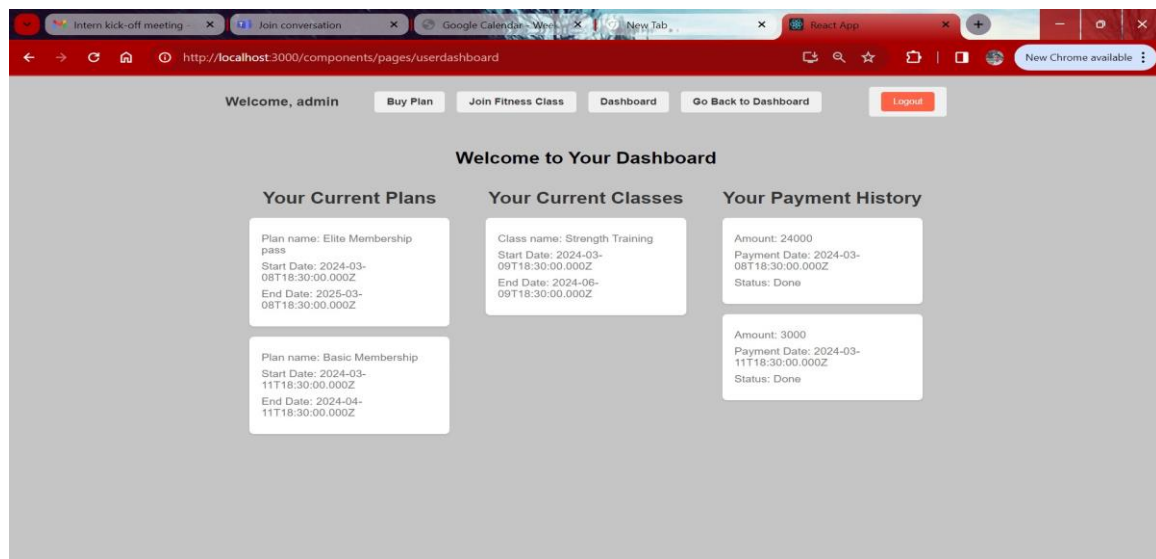 Inter kick-off meeting -
Join conversation
Google Calendar - Week
New Tab
React App
http://localhost:3000/components/pages/userdashboard
New Chrome available
Welcome, admin
Buy Plan
Join Fitness Class
Dashboard
Go Back to Dashboard
Logout
Welcome to Your Dashboard
Your Current Plans
Plan name: Elite Membership
pass
Start Date: 2024-03-
08T18:30:00.000Z
End Date: 2025-03-
08T18:30:00.000Z
Plan name: Basic Membership
Start Date: 2024-03-
11T18:30:00.000Z
End Date: 2024-04-
11T18:30:00.000Z
Your Current Classes
Class name: Strength Training
Start Date: 2024-03-
09T18:30:00.000Z
End Date: 2024-06-
09T18:30:00.000Z
Your Payment History
Amount: 24000
Payment Date: 2024-03-
08T18:30:00.000Z
Status: Done
Amount: 3000
Payment Date: 2024-03-
11T18:30:00.000Z
Status: Done